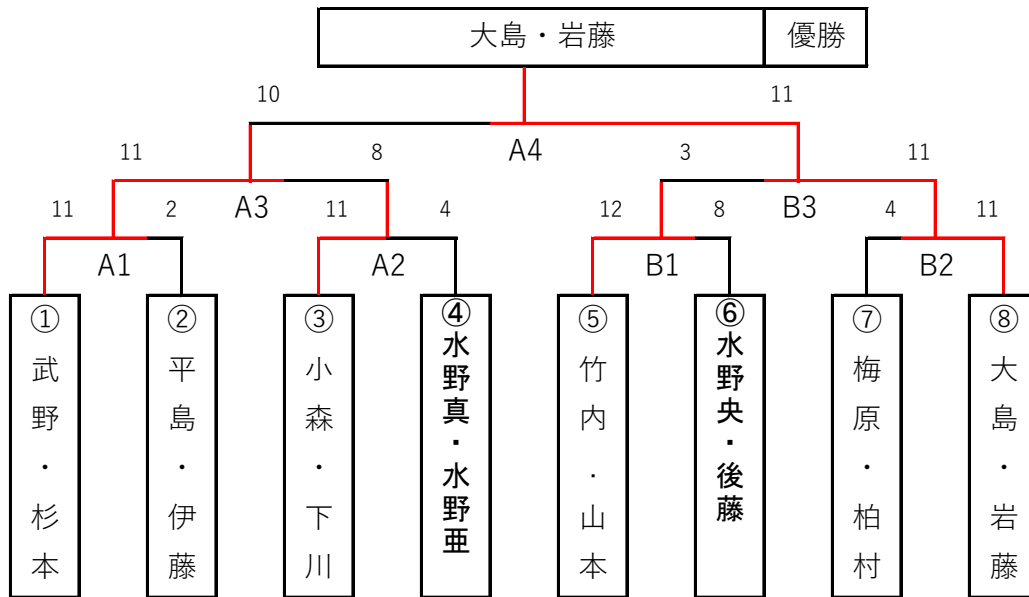 大島・岩藤 優勝
10 11
A4
11 8 3 11
A3 B3
11 2 11 4 12 8 4 11
A1 A2 B1 B2
①武野・杉本
②平島・伊藤
③小森・下川
④水野真・水野亜
⑤竹内・山本
⑥水野央・後藤
⑦梅原・柏村
⑧大島・岩藤